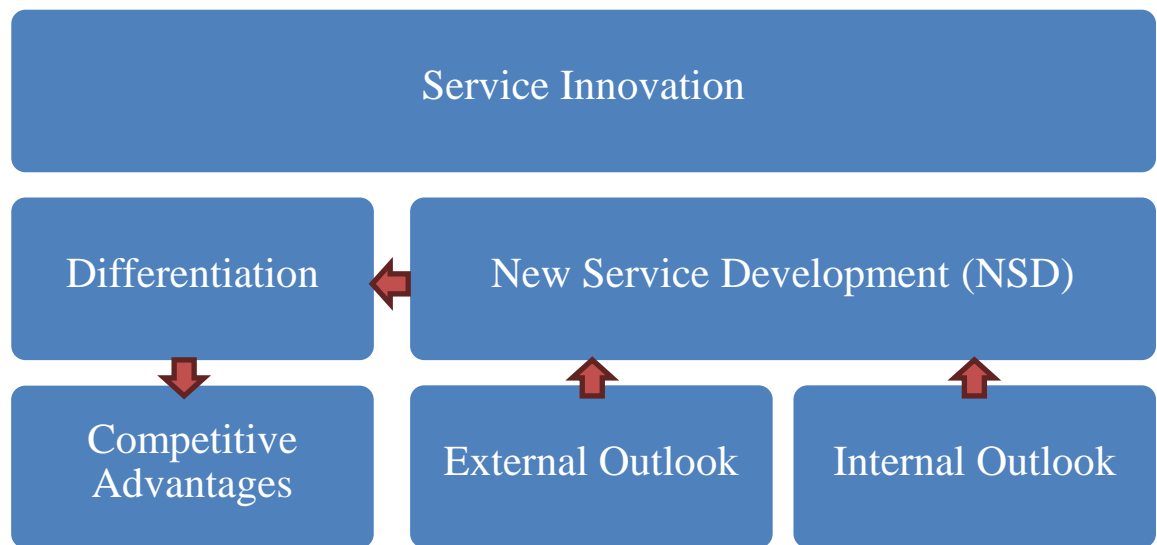 Service Innovation
Differentiation
New Service Development (NSD)
Competitive
Advantages
External Outlook
Internal Outlook